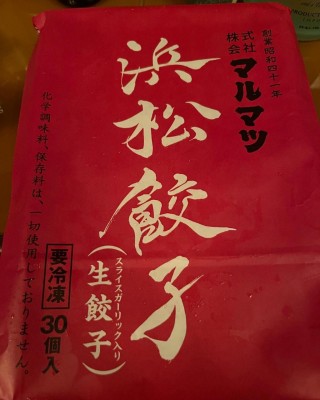 創業昭和四十一年
株式会社
マルマツ
浜松餃子
スライスガーリック入り
(生餃子)
化学調味料、保存料は、一切使用しておりません。
要冷凍
30個入